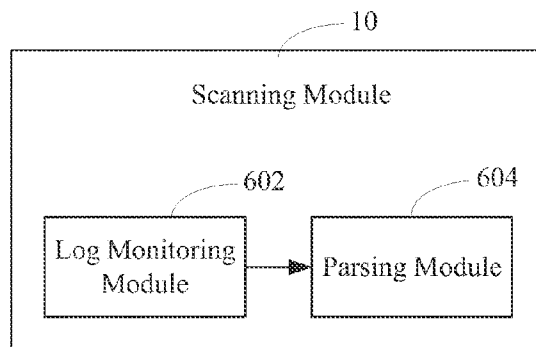 10
Scanning Module
602
604
Log Monitoring
Module
Parsing Module